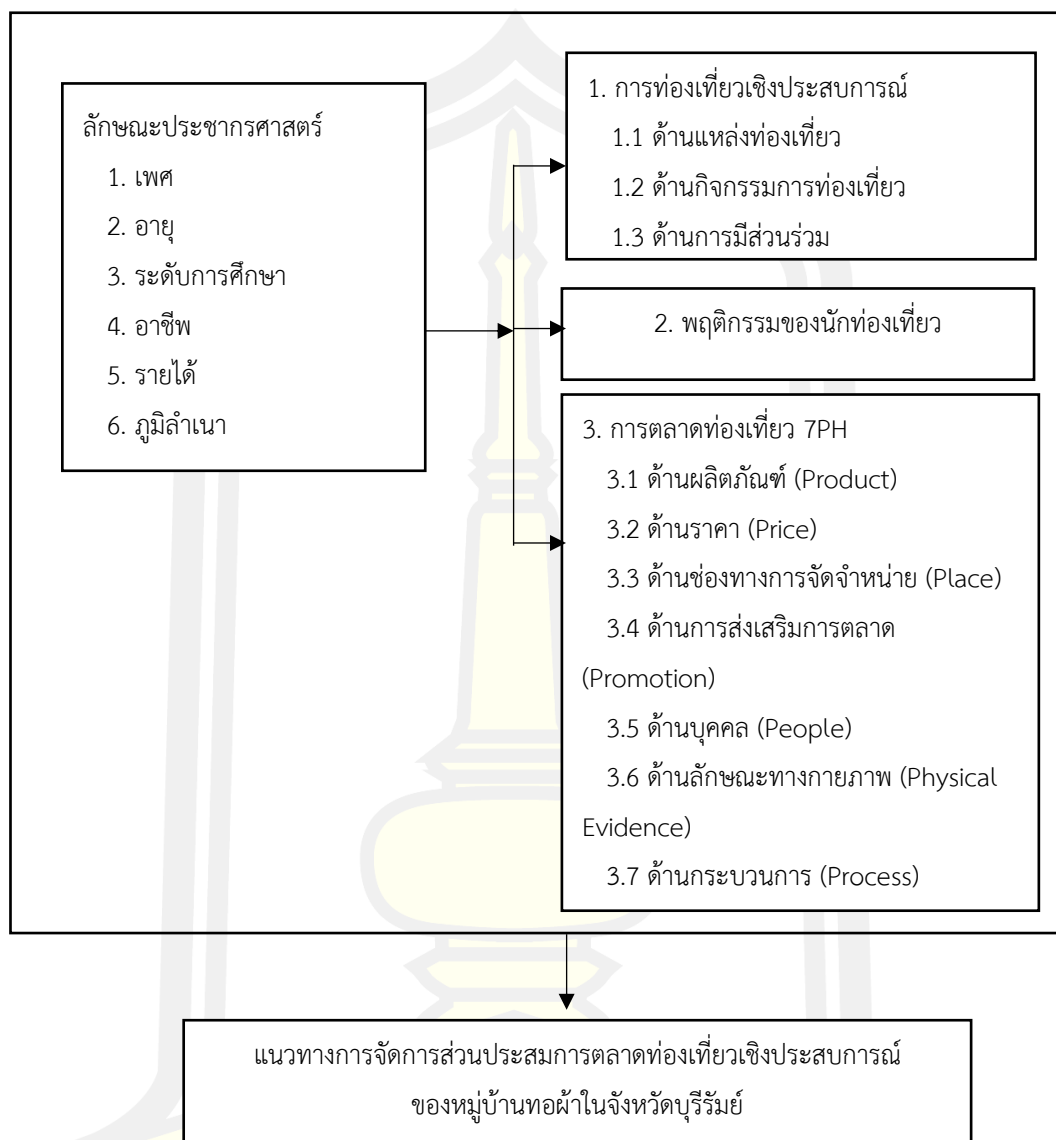 ลักษณะประชากรศาสตร์
1. เพศ
2. อายุ
3. ระดับการศึกษา
4. อาชีพ
5. รายได้
6. ภูมิลำเนา
1. การท่องเที่ยวเชิงประสบการณ์
1.1 ด้านแหล่งท่องเที่ยว
1.2 ด้านกิจกรรมการท่องเที่ยว
1.3 ด้านการมีส่วนร่วม
2. พฤติกรรมของนักท่องเที่ยว
3. การตลาดท่องเที่ยว 7PH
3.1 ด้านผลิตภัณฑ์ (Product)
3.2 ด้านราคา (Price)
3.3 ด้านช่องทางการจัดจำหน่าย (Place)
3.4 ด้านการส่งเสริมการตลาด
(Promotion)
3.5 ด้านบุคคล (People)
3.6 ด้านลักษณะทางกายภาพ (Physical
Evidence)
3.7 ด้านกระบวนการ (Process)
แนวทางการจัดการส่วนประสมการตลาดท่องเที่ยวเชิงประสบการณ์
ของหมู่บ้านทอผ้าในจังหวัดบุรีรัมย์